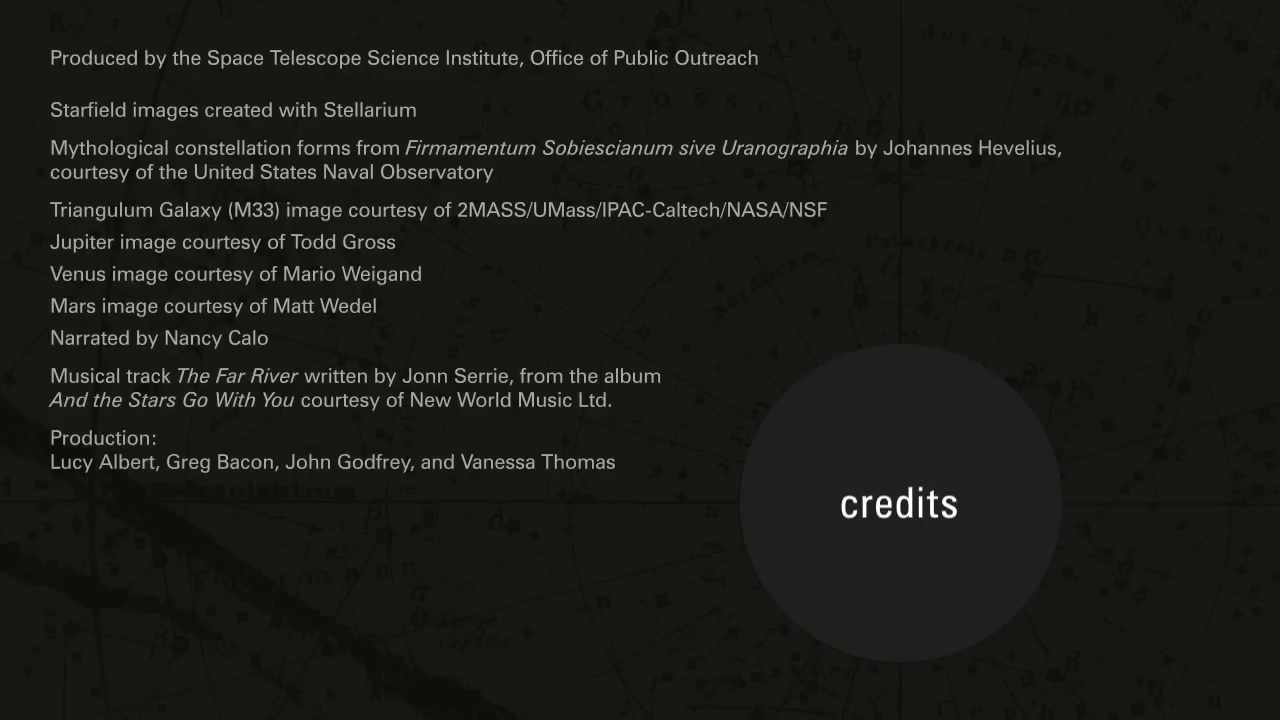 Produced by the Space Telescope Science Institute, Office of Public Outreach
Starfield images created with Stellarium
Mythological constellation forms from Firmamentum Sobiescianum sive Uranographia by Johannes Hevelius,
courtesy of the United States Naval Observatory
Triangulum Galaxy (M33) image courtesy of 2MASS/UMass/IPAC-Caltech/NASA/NSF
Jupiter image courtesy of Todd Gross
Venus image courtesy of Mario Weigand
Mars image courtesy of Matt Wedel
Narrated by Nancy Calo
Musical track The Far River written by Jonn Serrie, from the album
And the Stars Go With You courtesy of New World Music Ltd.
Production:
Lucy Albert, Greg Bacon, John Godfrey, and Vanessa Thomas
credits